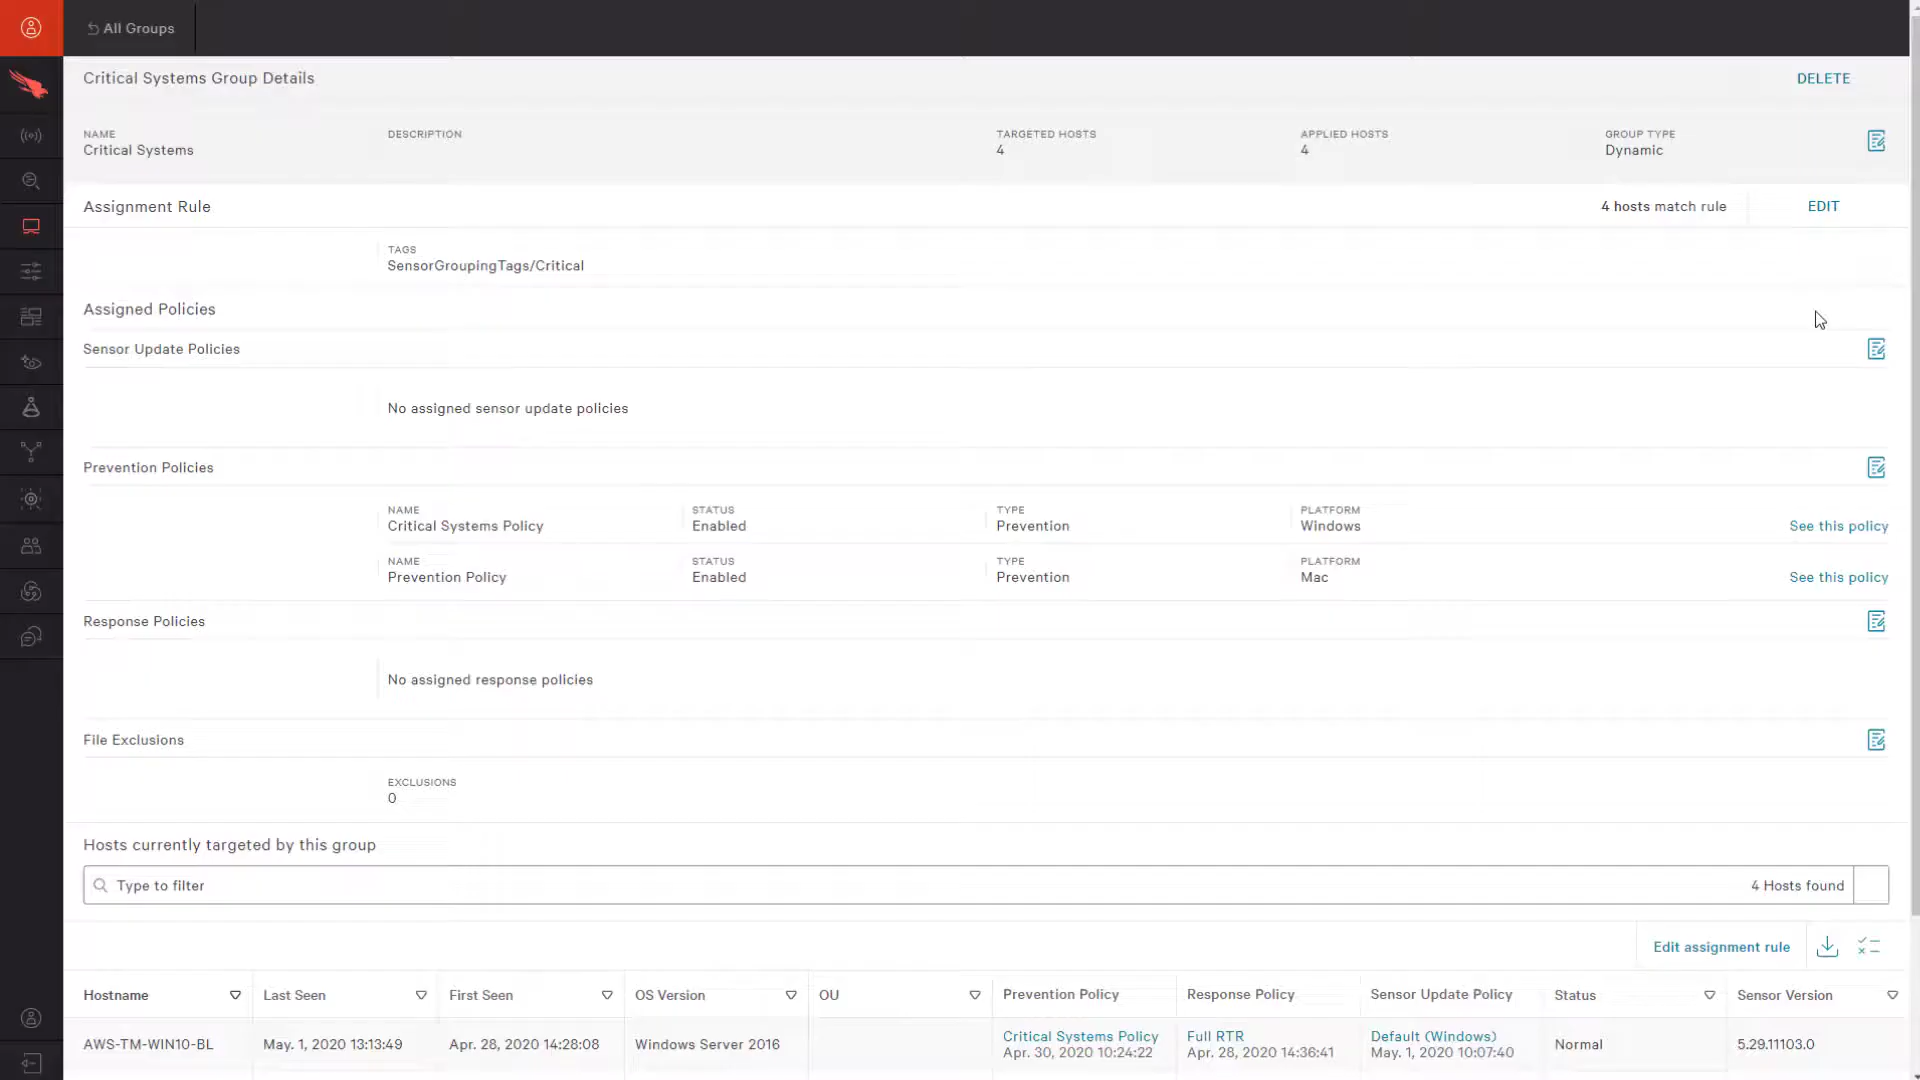 All Groups
Critical Systems Group Details
DELETE
NAME
Critical Systems
DESCRIPTION
TARGETED HOSTS
4
APPLIED HOSTS
4
GROUP TYPE
Dynamic
Assignment Rule
4 hosts match rule
EDIT
TAGS
SensorGroupingTags/Critical
Assigned Policies
Sensor Update Policies
No assigned sensor update policies
Prevention Policies
NAME STATUS TYPE PLATFORM
Critical Systems Policy Enabled Prevention Windows See this policy
NAME STATUS TYPE PLATFORM
Prevention Policy Enabled Prevention Mac See this policy
Response Policies
No assigned response policies
File Exclusions
EXCLUSIONS
0
Hosts currently targeted by this group
Type to filter 4 Hosts found
Edit assignment rule
Hostname Last Seen First Seen OS Version OU Prevention Policy Response Policy Sensor Update Policy Status Sensor Version
AWS-TM-WIN10-BL May. 1, 2020 13:13:49 Apr. 28, 2020 14:28:08 Windows Server 2016 Critical Systems Policy Full RTR Default (Windows) Normal 5.29.11103.0
Apr. 30, 2020 10:24:22 Apr. 28, 2020 14:36:41 May. 1, 2020 10:07:40